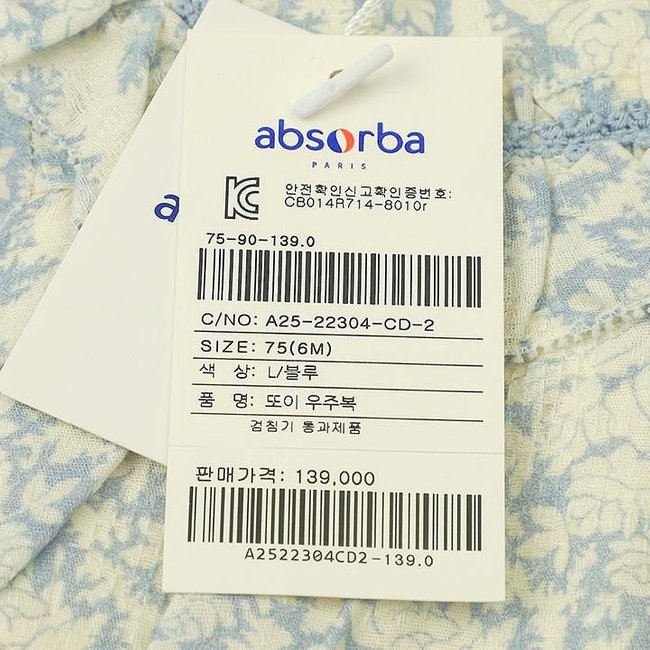 absorba
PARIS
안전확인신고확인증번호:
CB014R714-8010r
75-90-139.0
C/NO: A25-22304-CD-2
SIZE: 75(6M)
색 상: L/블루
품 명: 또이 우주복
검침기 통과제품
판매가격: 139,000
A2522304CD2-139.0
a